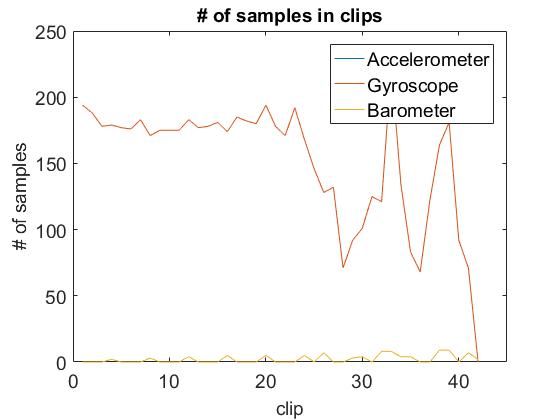 # of samples in clips
250
200
150
100
50
0
# of samples
Accelerometer
Gyroscope
Barometer
0 10 20 30 40
clip